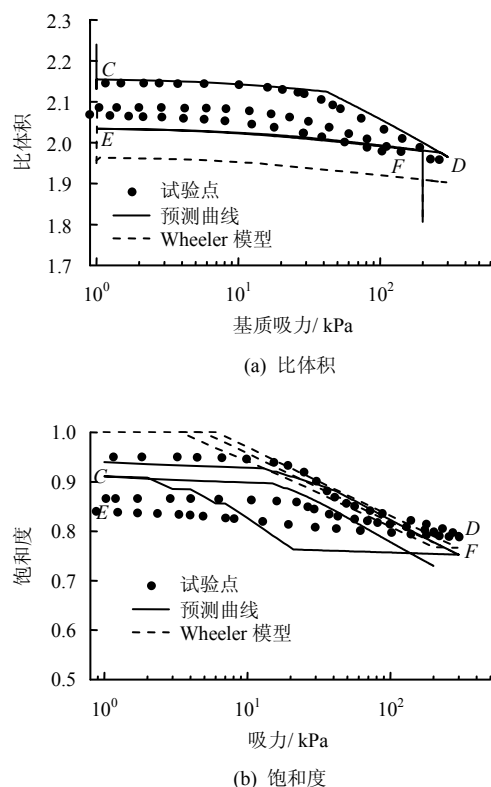 2.3
2.2
C
2.1
2.0
E
F
D
1.9
试验点
预测曲线
1.8
Wheeler 模型
1.7
比体积
10⁰ 10¹ 10²
基质吸力/ kPa
(a) 比体积
1.0
0.9
C
E
D
0.8
F
试验点
0.7
预测曲线
0.6
Wheeler 模型
0.5
饱和度
10⁰ 10¹ 10²
吸力/ kPa
(b) 饱和度